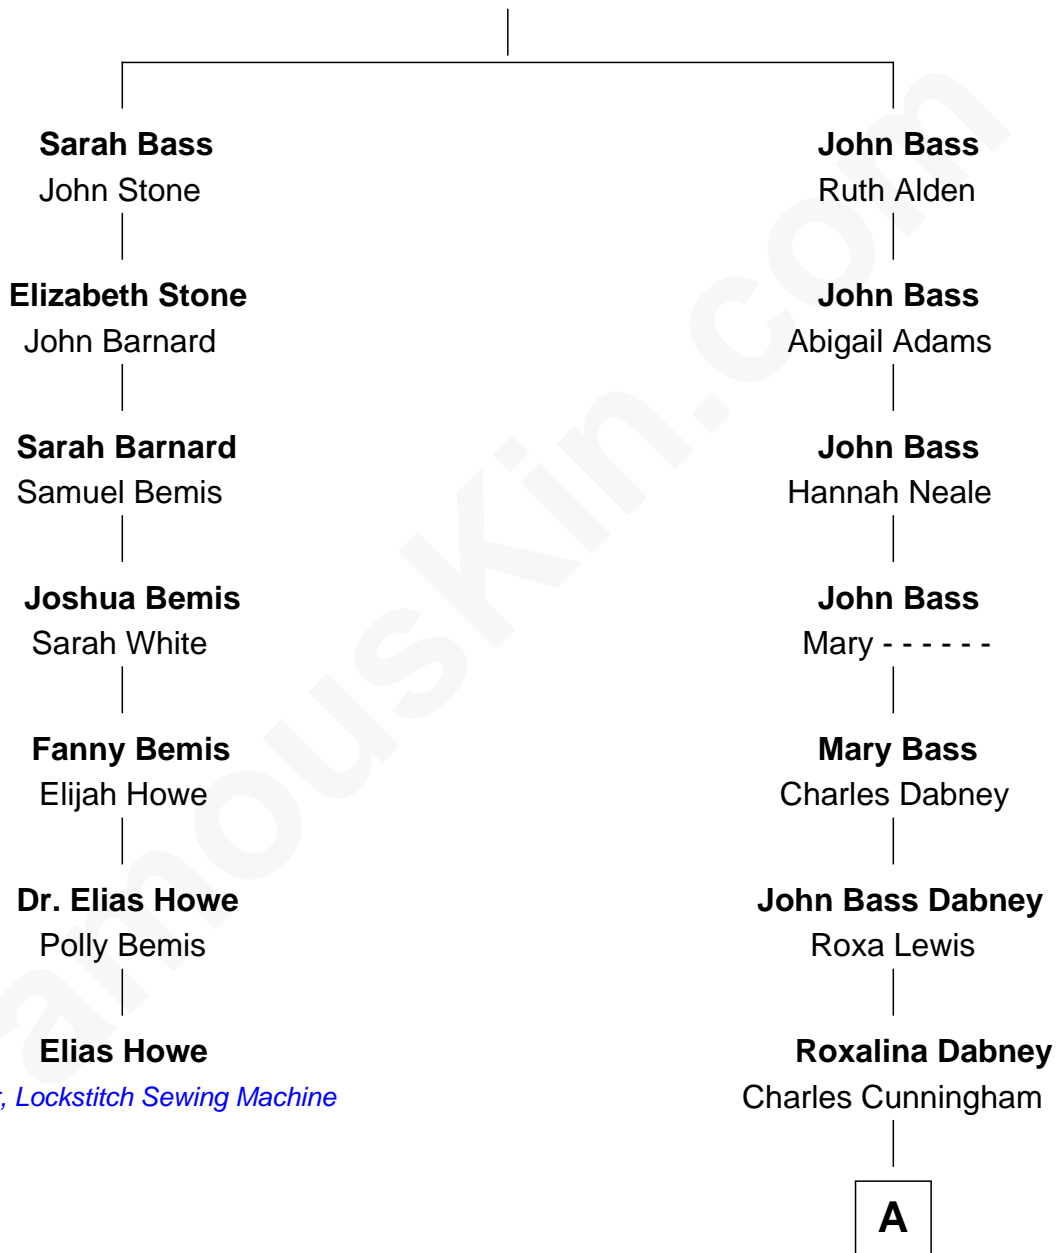 Sarah Bass
John Stone
Elizabeth Stone
John Barnard
Sarah Barnard
Samuel Bemis
Joshua Bemis
Sarah White
Fanny Bemis
Elijah Howe
Dr. Elias Howe
Polly Bemis
Elias Howe
, Lockstitch Sewing Machine
John Bass
Ruth Alden
John Bass
Abigail Adams
John Bass
Hannah Neale
John Bass
Mary - - - - - -
Mary Bass
Charles Dabney
John Bass Dabney
Roxa Lewis
Roxalina Dabney
Charles Cunningham
A
amouskin.com